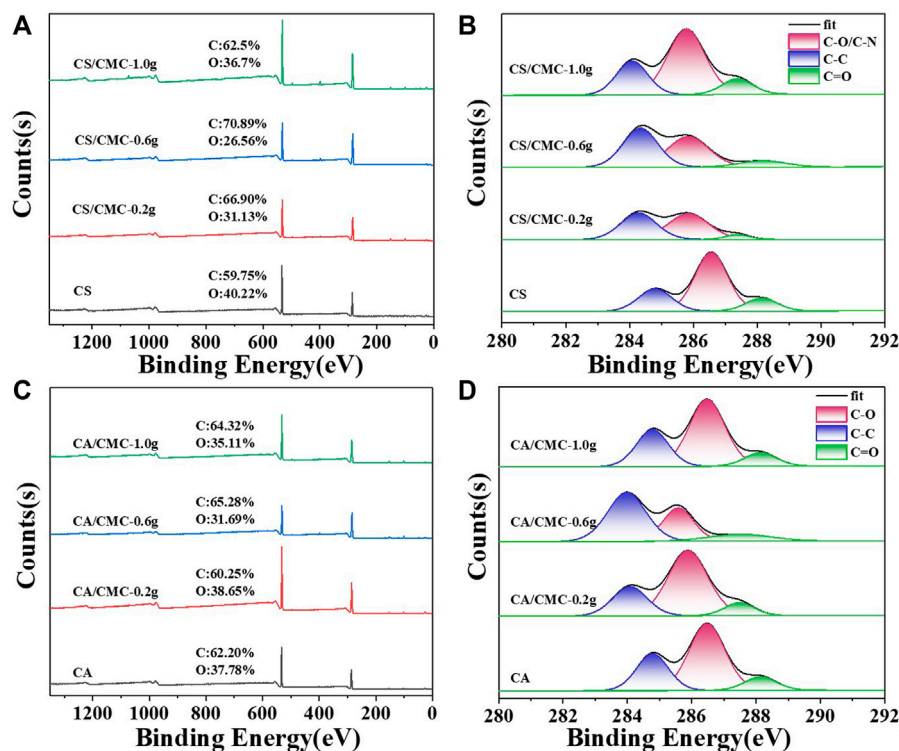 A
CS/CMC-1.0g
C:62.5%
O:36.7%
CS/CMC-0.6g
C:70.89%
O:26.56%
CS/CMC-0.2g
C:66.90%
O:31.13%
CS
C:59.75%
O:40.22%
Counts(s)
1200 1000 800 600 400 200 0
Binding Energy(eV)
B
fit
C-O/C-N
C-C
C=O
CS/CMC-1.0g
CS/CMC-0.6g
CS/CMC-0.2g
CS
Counts(s)
280 282 284 286 288 290 292
Binding Energy(eV)
C
CA/CMC-1.0g
C:64.32%
O:35.11%
CA/CMC-0.6g
C:65.28%
O:31.69%
CA/CMC-0.2g
C:60.25%
O:38.65%
CA
C:62.20%
O:37.78%
Counts(s)
1200 1000 800 600 400 200 0
Binding Energy(eV)
D
fit
C-O
C-C
C=O
CA/CMC-1.0g
CA/CMC-0.6g
CA/CMC-0.2g
CA
Counts(s)
280 282 284 286 288 290 292
Binding Energy(eV)